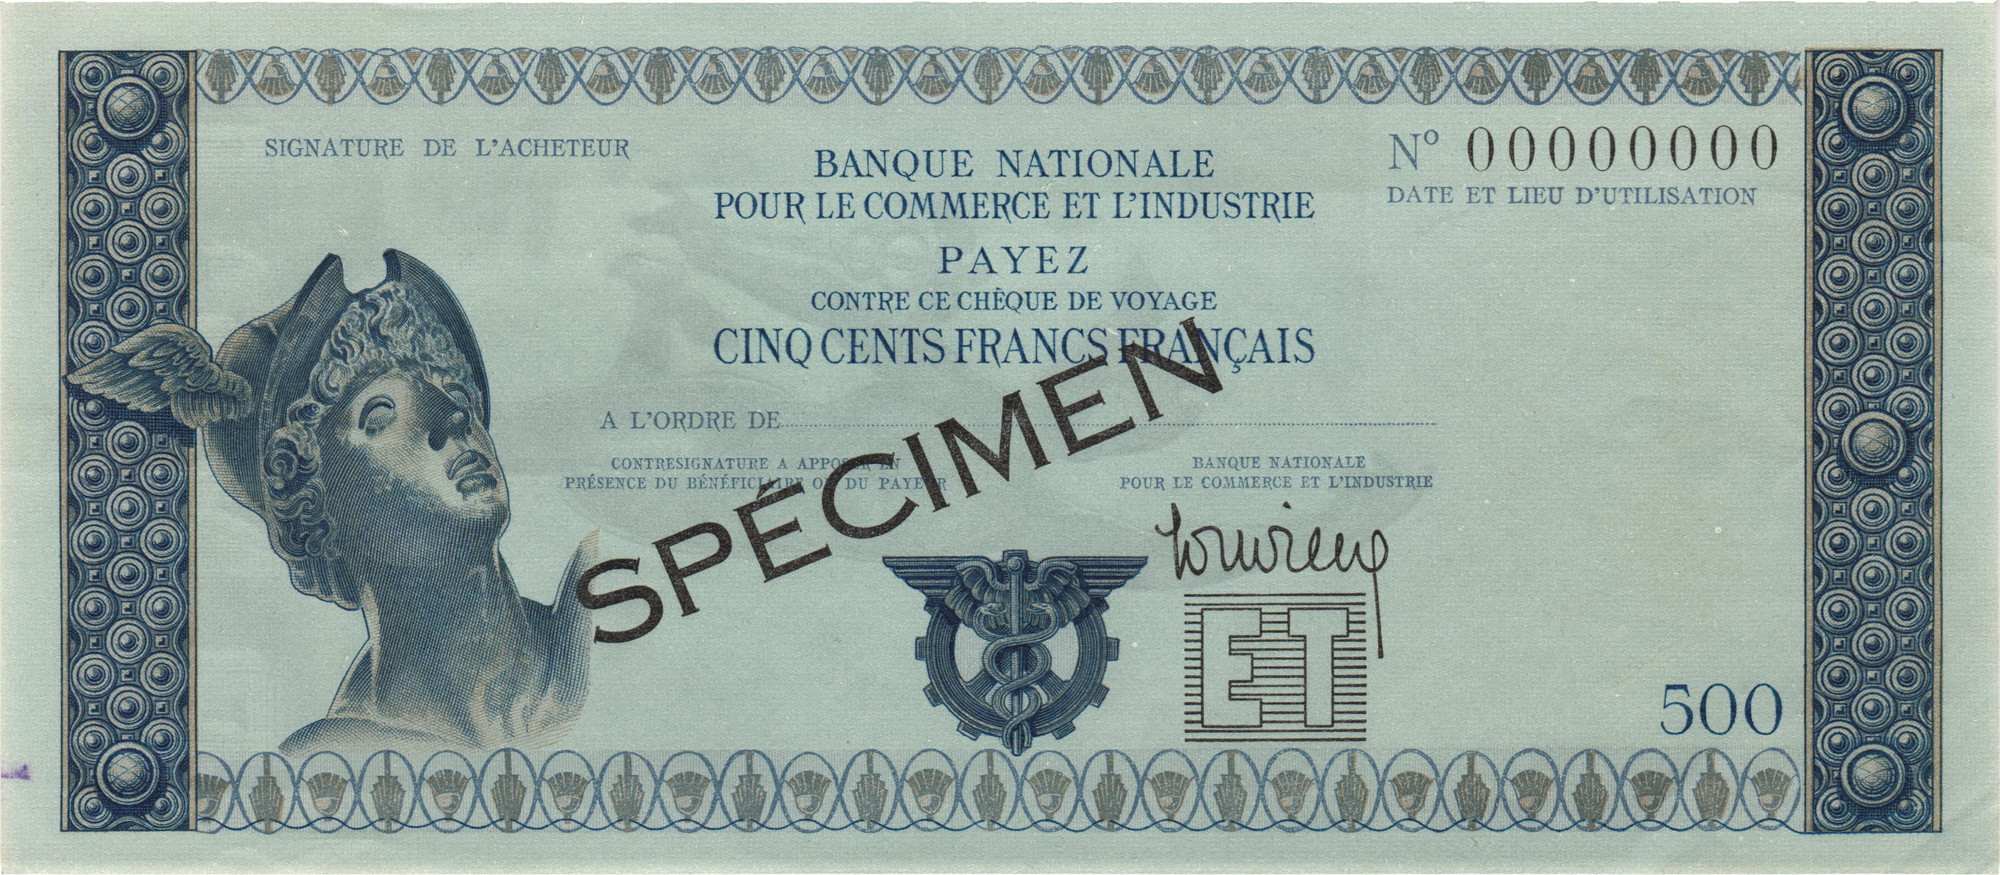 SIGNATURE DE L'ACHETEUR
BANQUE NATIONALE
POUR LE COMMERCE ET L'INDUSTRIE
Nº 00000000
DATE ET LIEU D'UTILISATION
PAYEZ
CONTRE CE CHÈQUE DE VOYAGE
CINQ CENTS FRANCS FRANÇAIS
SPÉCIMEN
A L'ORDRE DE
CONTRESIGNATURE A APPOSER EN
PRÉSENCE DU BÉNÉFICIAIRE OU DU PAYEUR
BANQUE NATIONALE
POUR LE COMMERCE ET L'INDUSTRIE
ET
500